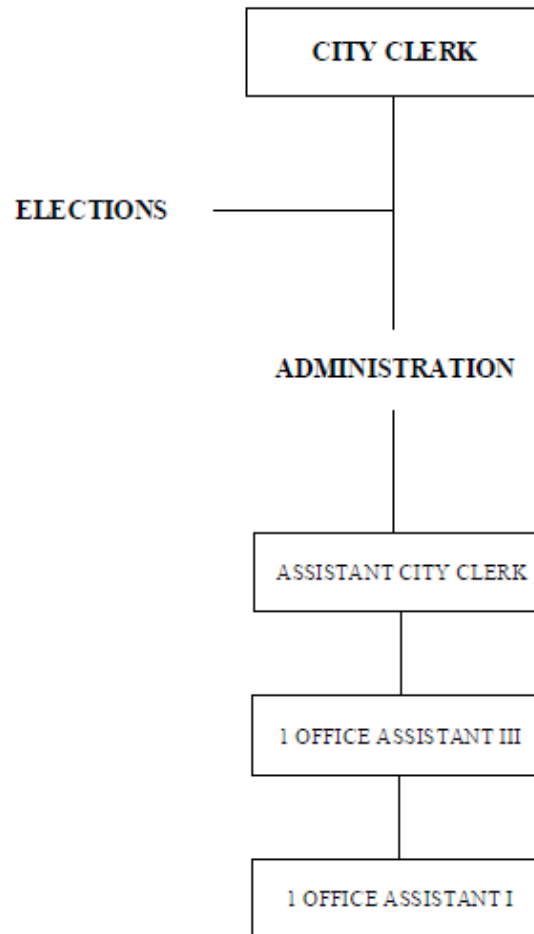 CITY CLERK
ELECTIONS
ADMINISTRATION
ASSISTANT CITY CLERK
1 OFFICE ASSISTANT III
1 OFFICE ASSISTANT I